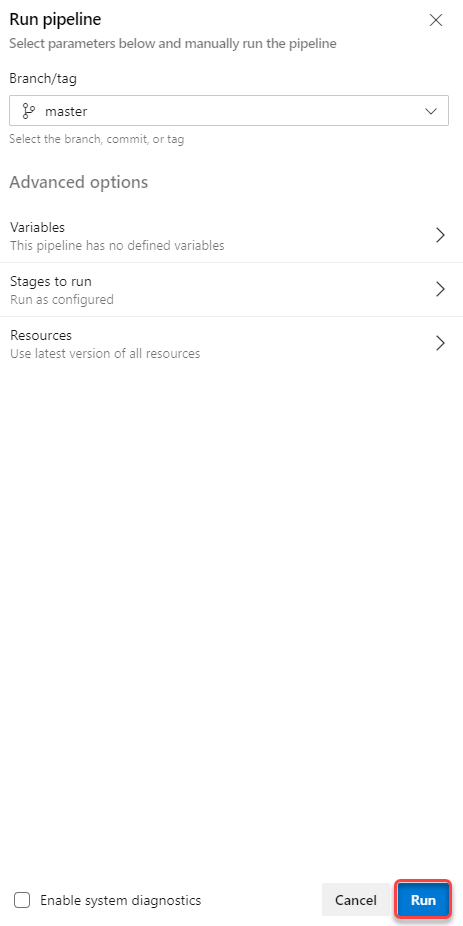 Run pipeline
Select parameters below and manually run the pipeline
Branch/tag
master
Select the branch, commit, or tag
Advanced options
Variables
This pipeline has no defined variables
Stages to run
Run as configured
Resources
Use latest version of all resources
Enable system diagnostics
Cancel
Run